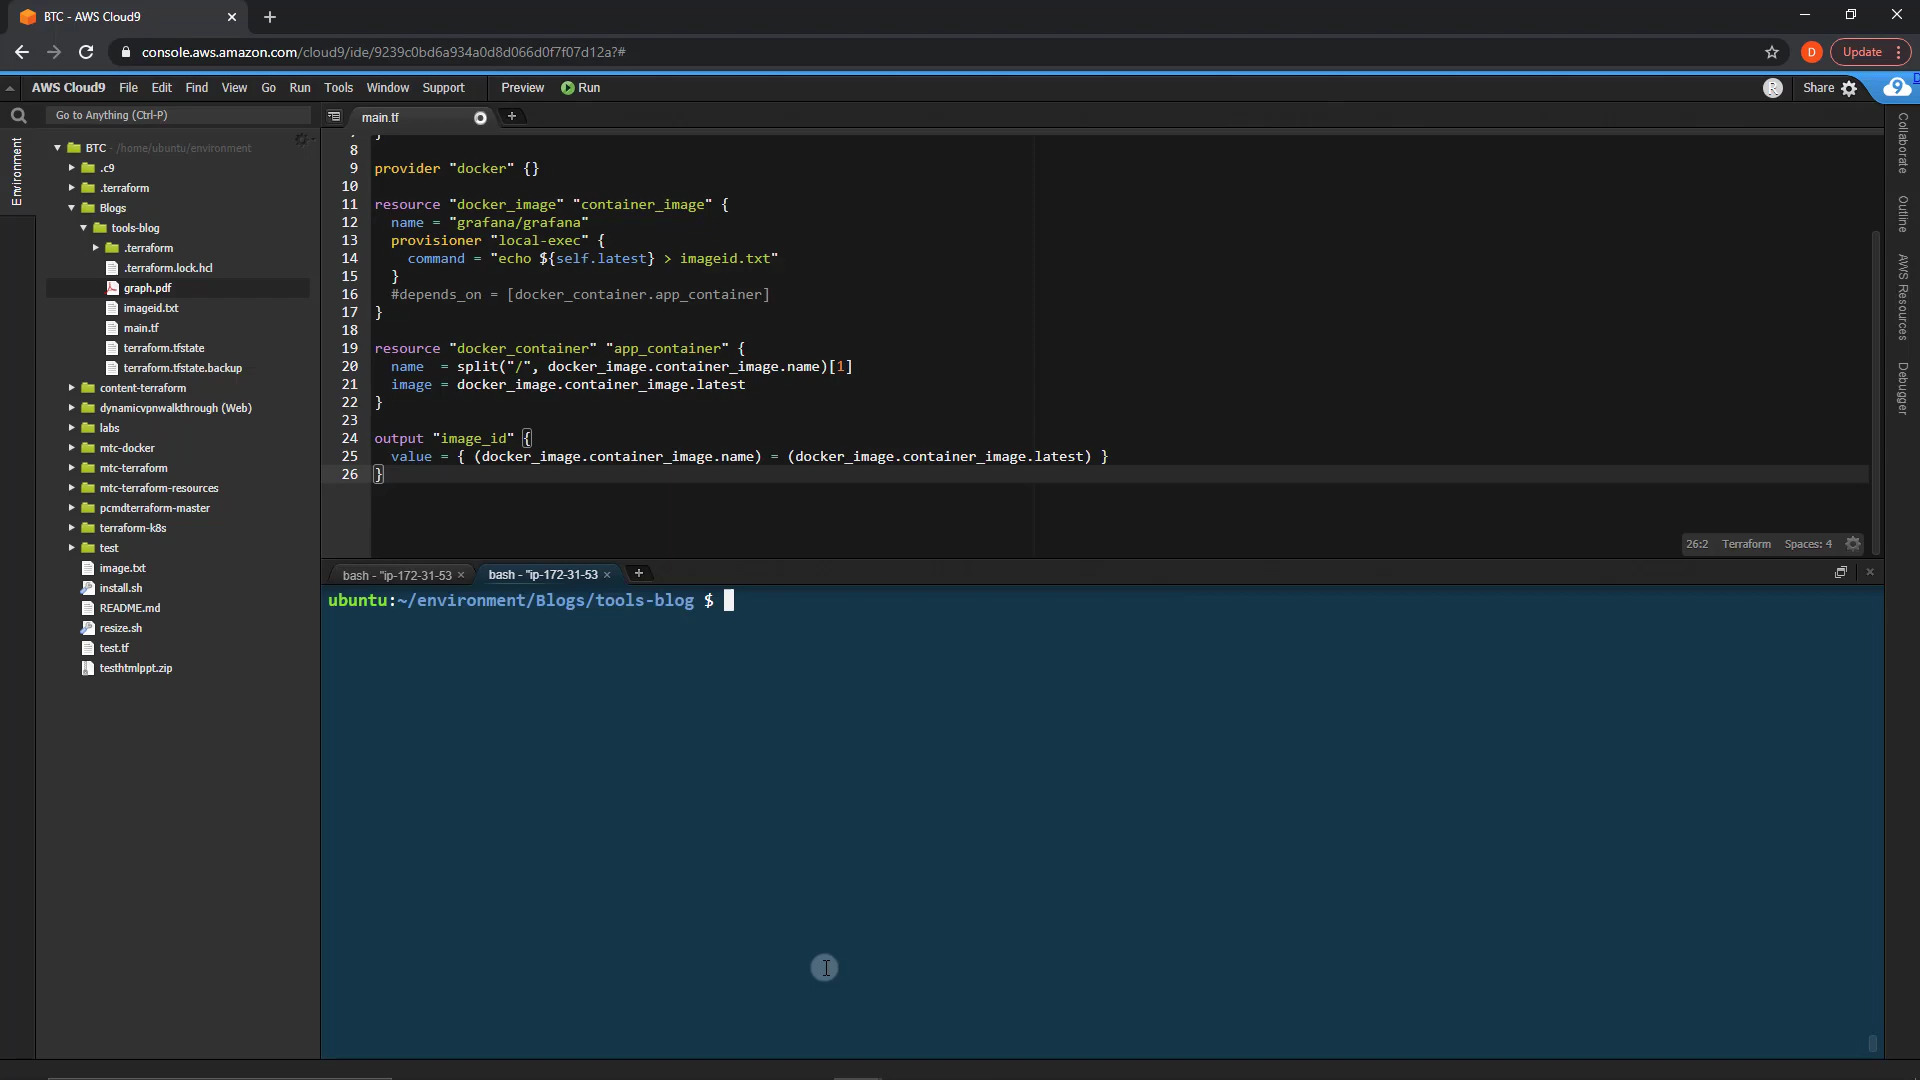 BTC - AWS Cloud9
console.aws.amazon.com/cloud9/ide/9239c0bd6a934a0d8d066d0f7f07d12a?#
D
Update
AWS Cloud9 File Edit Find View Go Run Tools Window Support Preview Run
R
Share
9
Go to Anything (Ctrl-P)
main.tf
Environment
BTC - /home/ubuntu/environment
.c9
.terraform
Blogs
tools-blog
.terraform
.terraform.lock.hcl
graph.pdf
imageid.txt
main.tf
terraform.tfstate
terraform.tfstate.backup
content-terraform
dynamicvpnwalkthrough (Web)
labs
mtc-docker
mtc-terraform
mtc-terraform-resources
pcmdterraform-master
terraform-k8s
test
image.txt
install.sh
README.md
resize.sh
test.tf
testhtmlppt.zip
8
9 provider "docker" {}
10
11 resource "docker_image" "container_image" {
12 name = "grafana/grafana"
13 provisioner "local-exec" {
14 command = "echo ${self.latest} > imageid.txt"
15 }
16 #depends_on = [docker_container.app_container]
17 }
18
19 resource "docker_container" "app_container" {
20 name  = split("/", docker_image.container_image.name)[1]
21 image = docker_image.container_image.latest
22 }
23
24 output "image_id" {
25 value = { (docker_image.container_image.name) = (docker_image.container_image.latest) }
26 }
26:2 Terraform Spaces: 4
bash - "ip-172-31-53
bash - "ip-172-31-53
ubuntu:~/environment/Blogs/tools-blog $
Collaborate
Outline
AWS Resources
Debugger